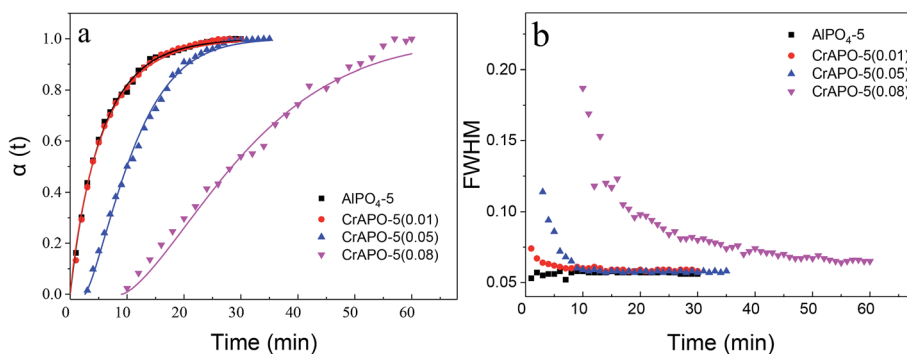 a
α (t)
1.0
0.8
0.6
0.4
0.2
0.0
0 10 20 30 40 50 60
Time (min)
AlPO₄-5
CrAPO-5(0.01)
CrAPO-5(0.05)
CrAPO-5(0.08)
b
FWHM
0.20
0.15
0.10
0.05
0 10 20 30 40 50 60
Time (min)
AlPO₄-5
CrAPO-5(0.01)
CrAPO-5(0.05)
CrAPO-5(0.08)